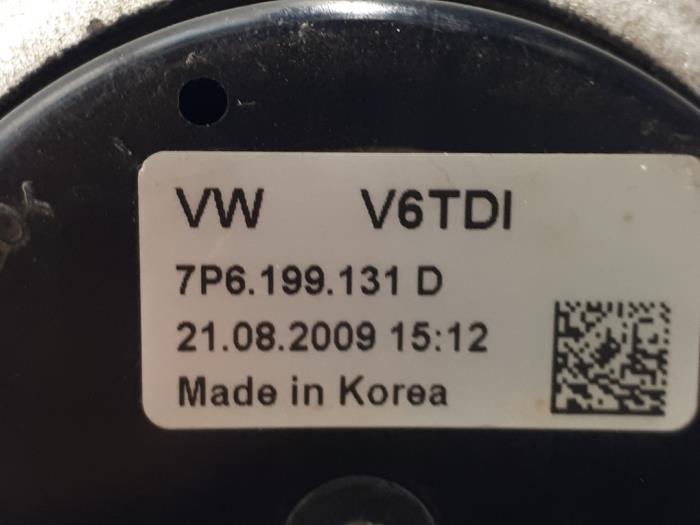 VW V6TDI
7P6.199.131 D
21.08.2009 15:12
Made in Korea